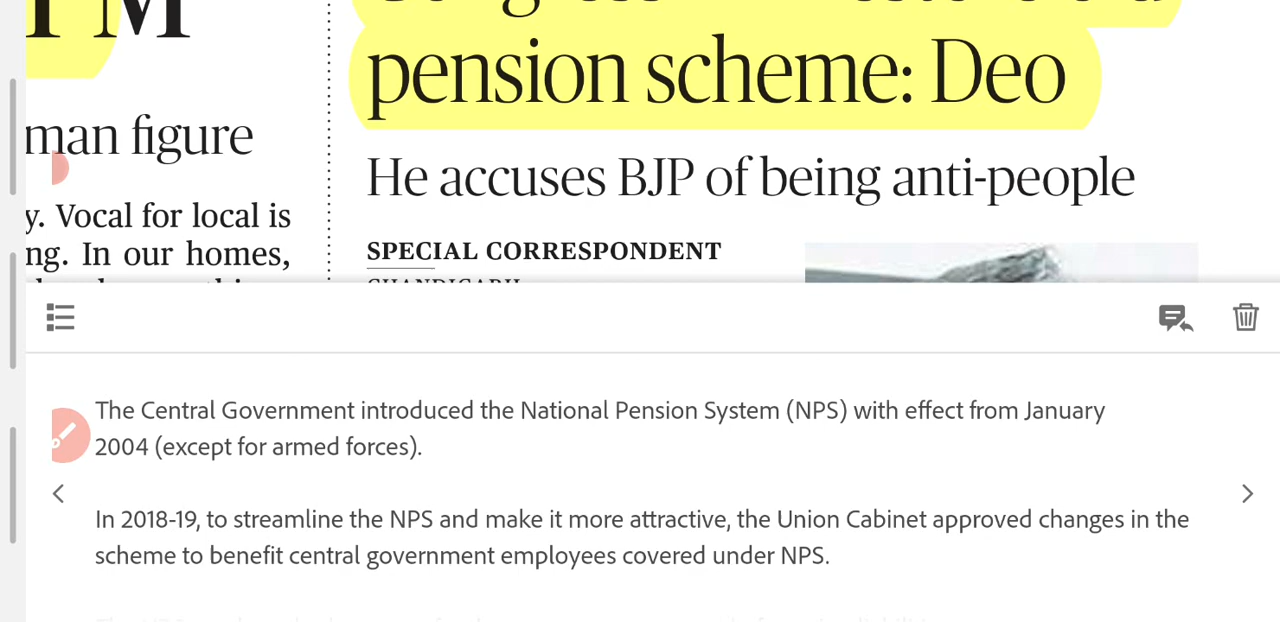 PM
pension scheme: Deo
man figure
He accuses BJP of being anti-people
y. Vocal for local is
ng. In our homes,
SPECIAL CORRESPONDENT
CHANDIGARH
The Central Government introduced the National Pension System (NPS) with effect from January
2004 (except for armed forces).
In 2018-19, to streamline the NPS and make it more attractive, the Union Cabinet approved changes in the
scheme to benefit central government employees covered under NPS.